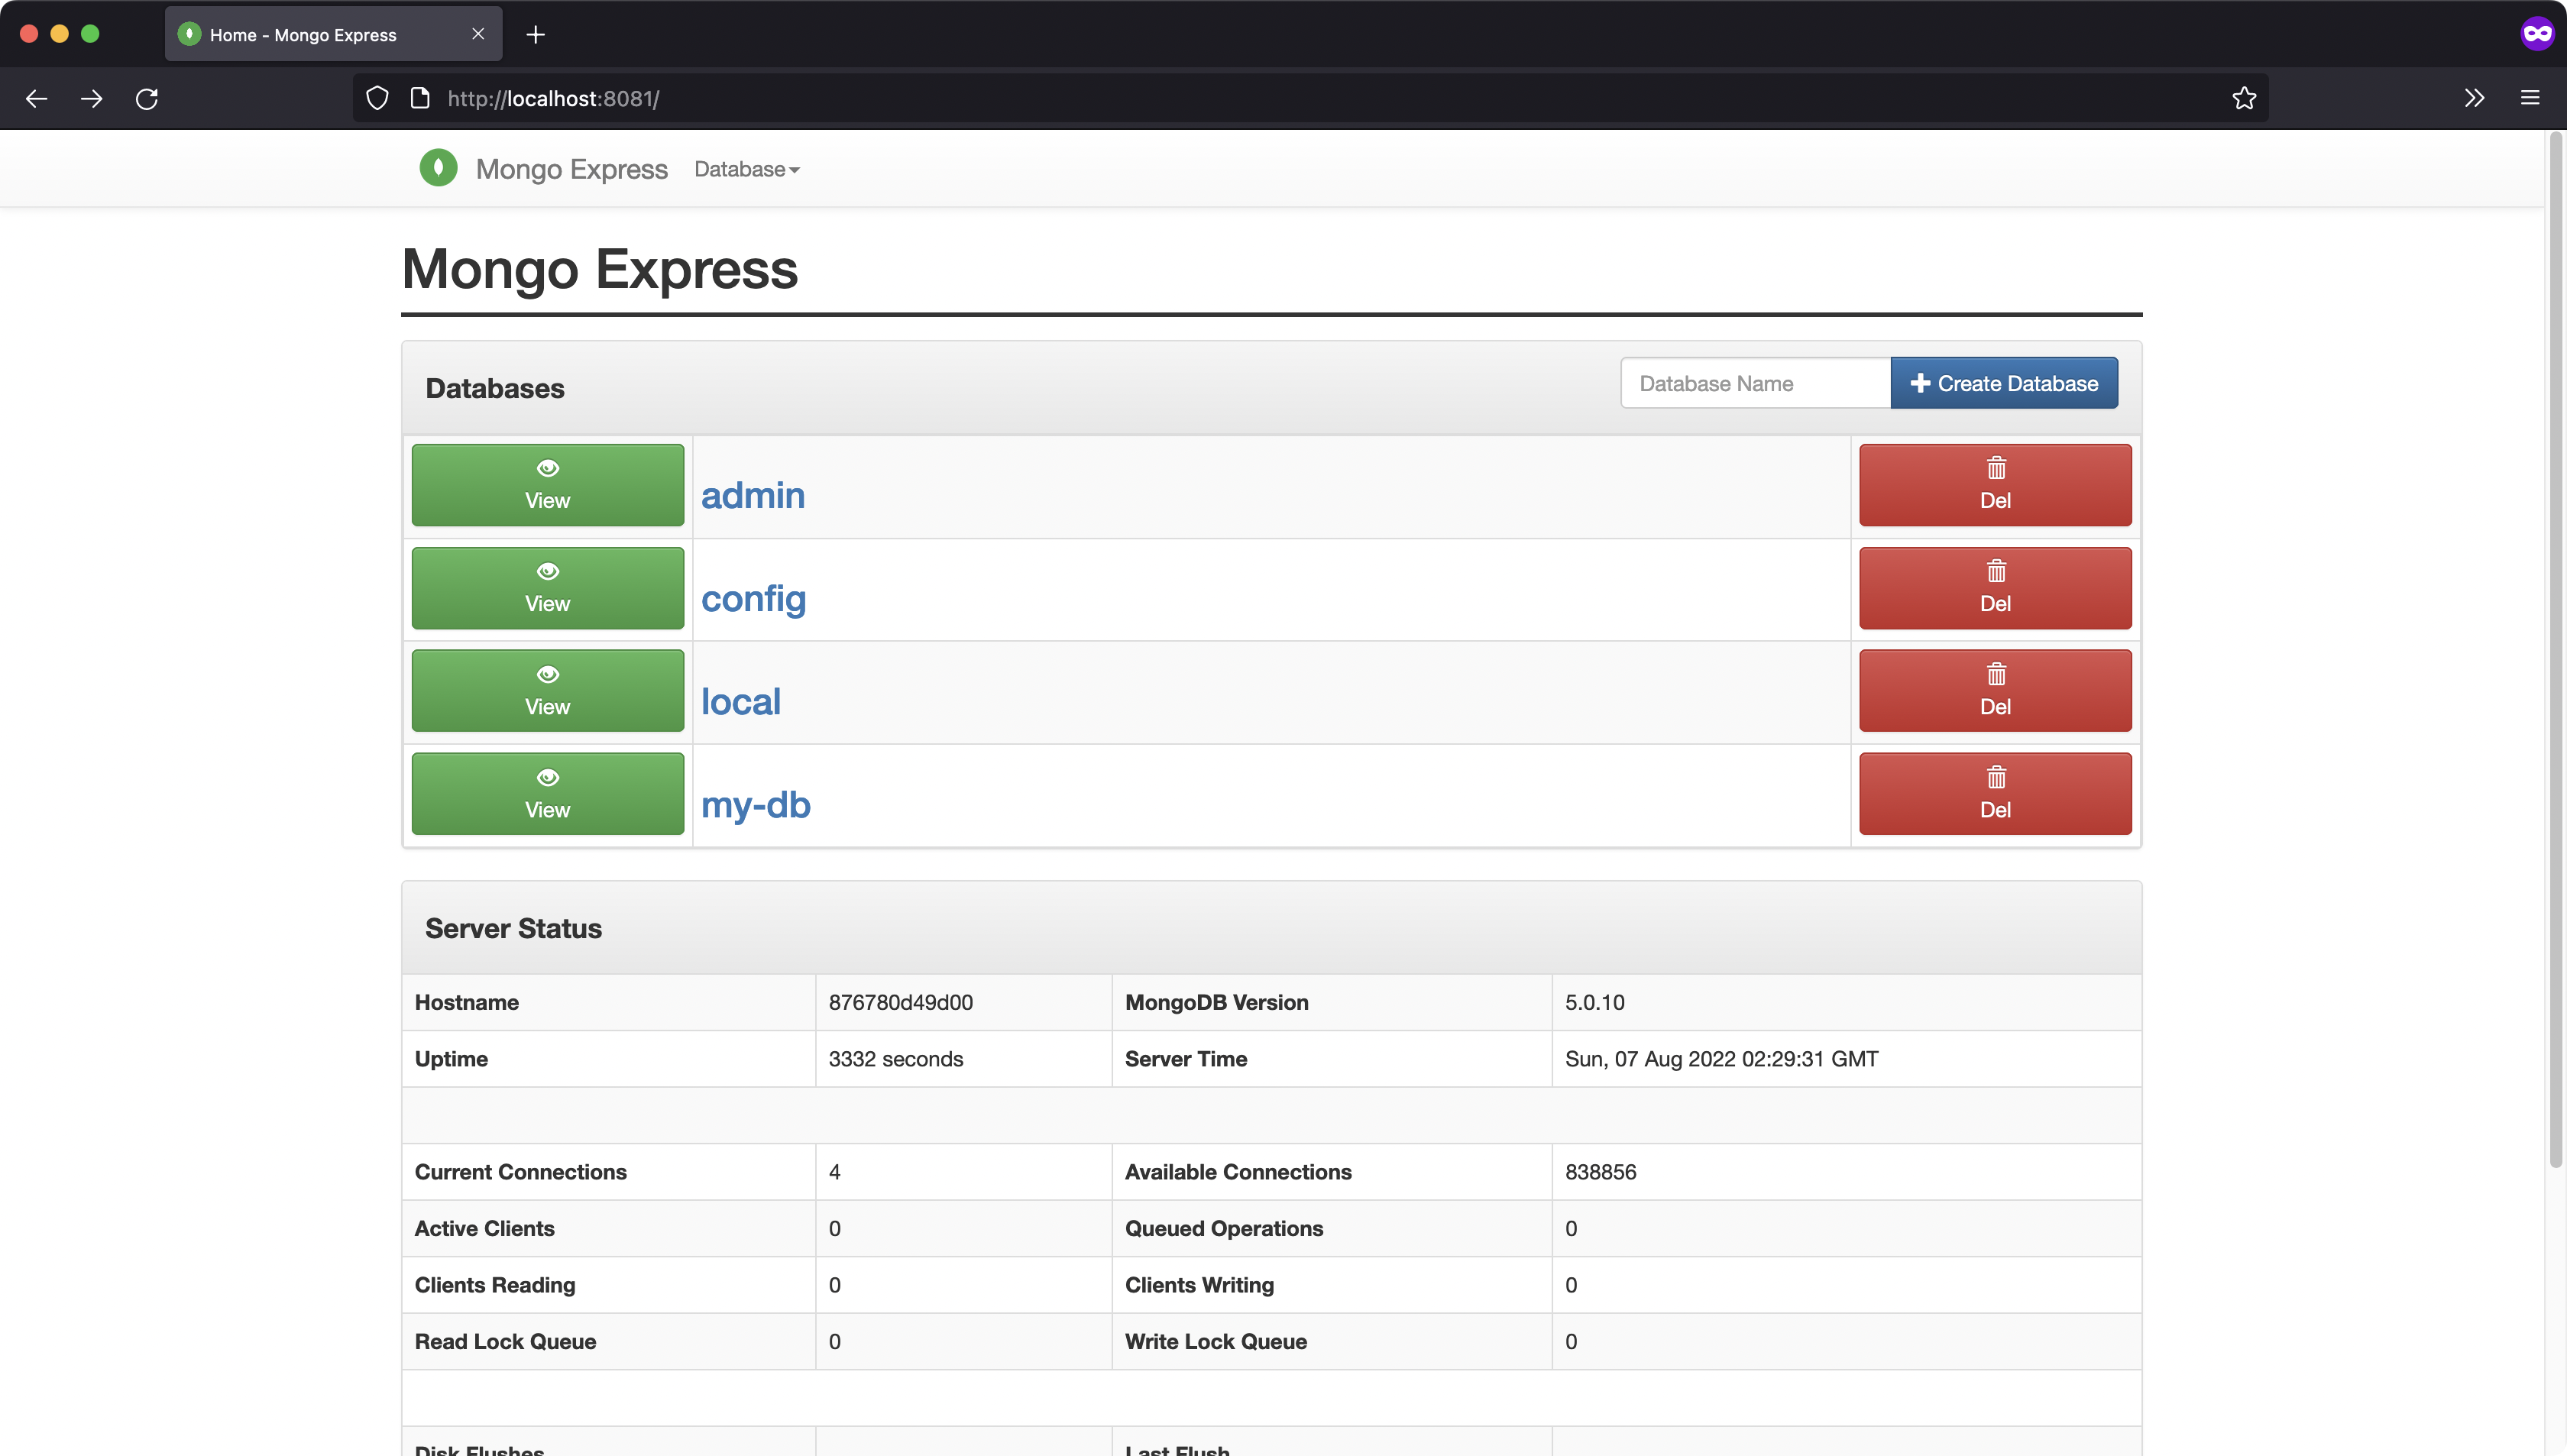 Home - Mongo Express
http://localhost:8081/
Mongo Express Database
Mongo Express
Databases
Database Name
Create Database
View admin Del
View config Del
View local Del
View my-db Del
Server Status
Hostname 876780d49d00 MongoDB Version 5.0.10
Uptime 3332 seconds Server Time Sun, 07 Aug 2022 02:29:31 GMT
Current Connections 4 Available Connections 838856
Active Clients 0 Queued Operations 0
Clients Reading 0 Clients Writing 0
Read Lock Queue 0 Write Lock Queue 0
Disk Flushes Last Flush